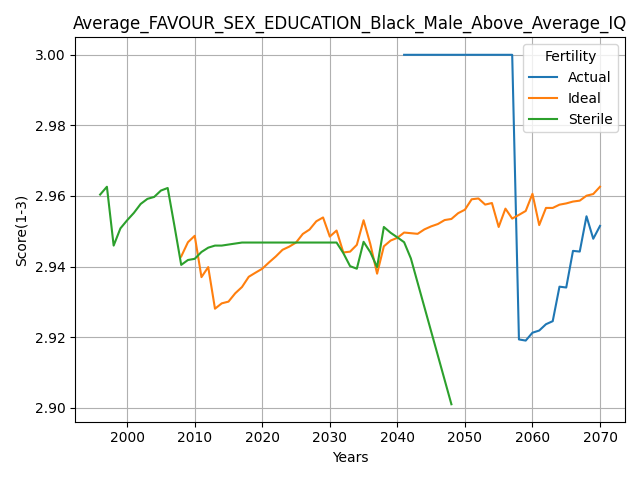 Average_FAVOUR_SEX_EDUCATION_Black_Male_Above_Average_IQ
Fertility
Actual
Ideal
Sterile
Score(1-3)
3.00
2.98
2.96
2.94
2.92
2.90
2000 2010 2020 2030 2040 2050 2060 2070
Years